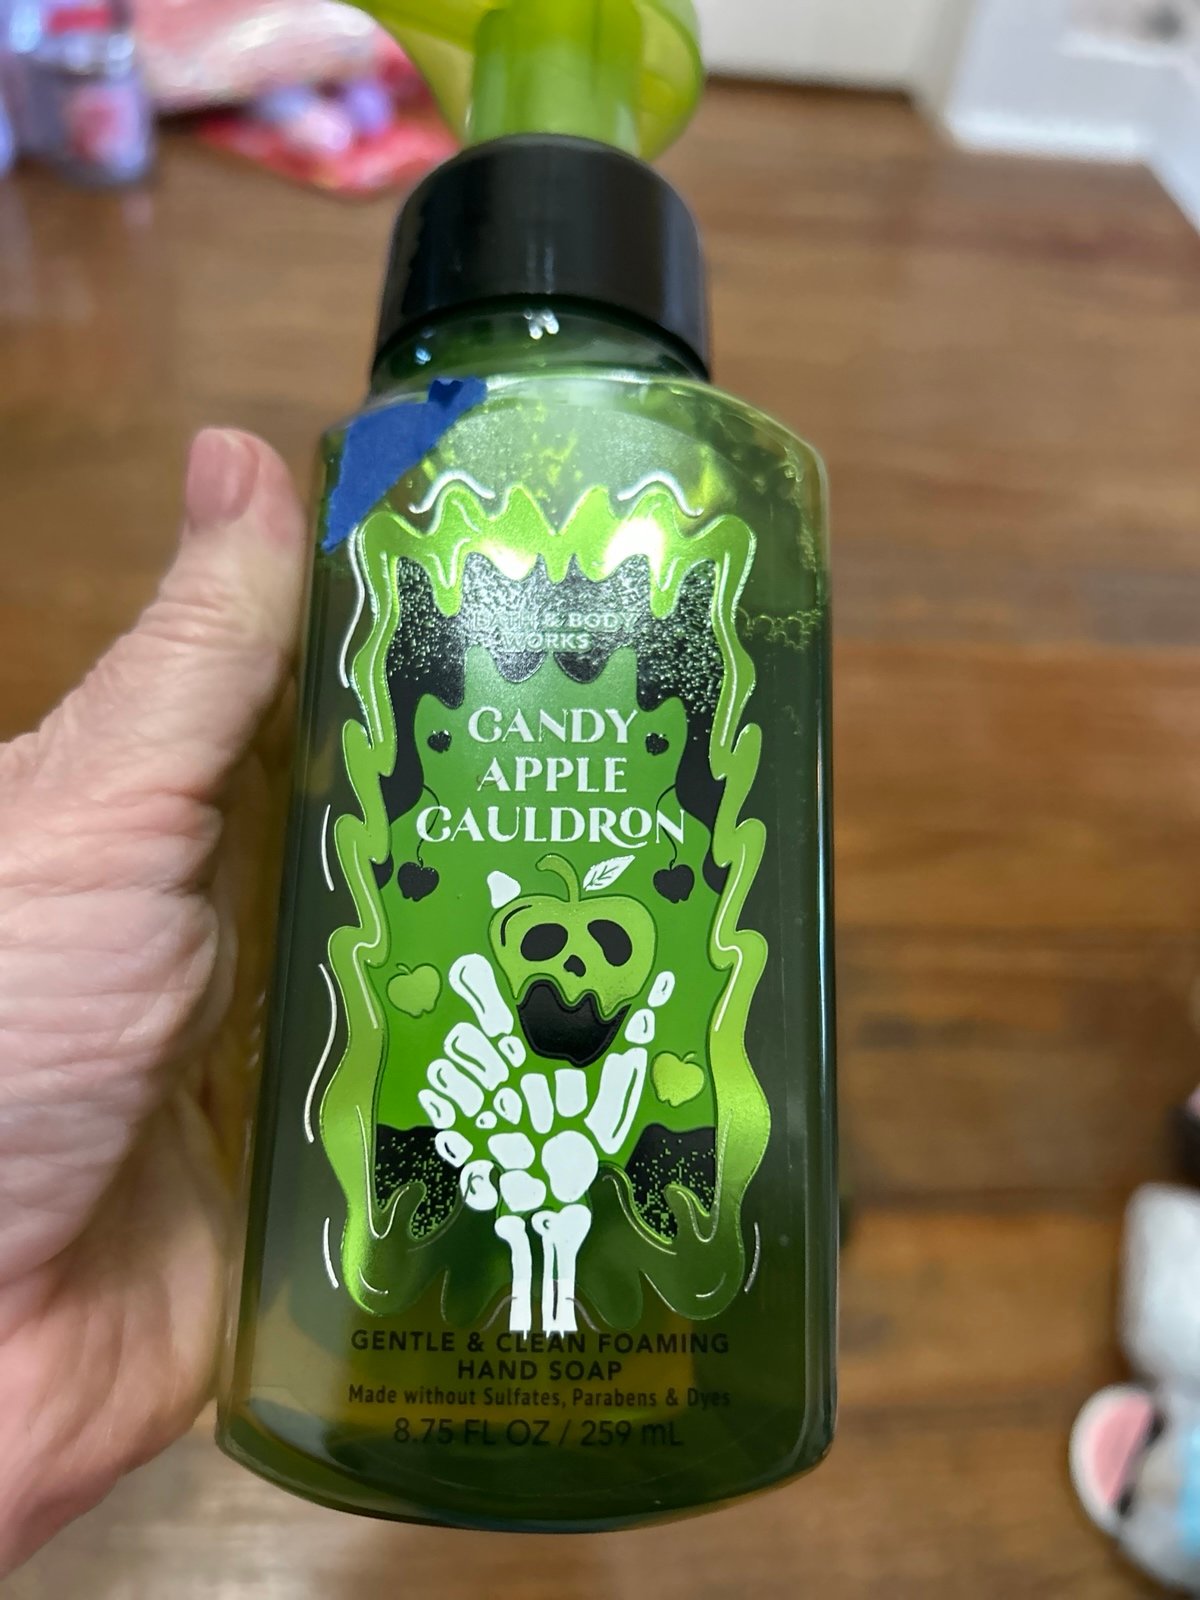 BATH & BODY
WORKS
CANDY
APPLE
CAULDRON
GENTLE & CLEAN FOAMING
HAND SOAP
Made without Sulfates, Parabens & Dyes
8.75 FL OZ / 259 mL